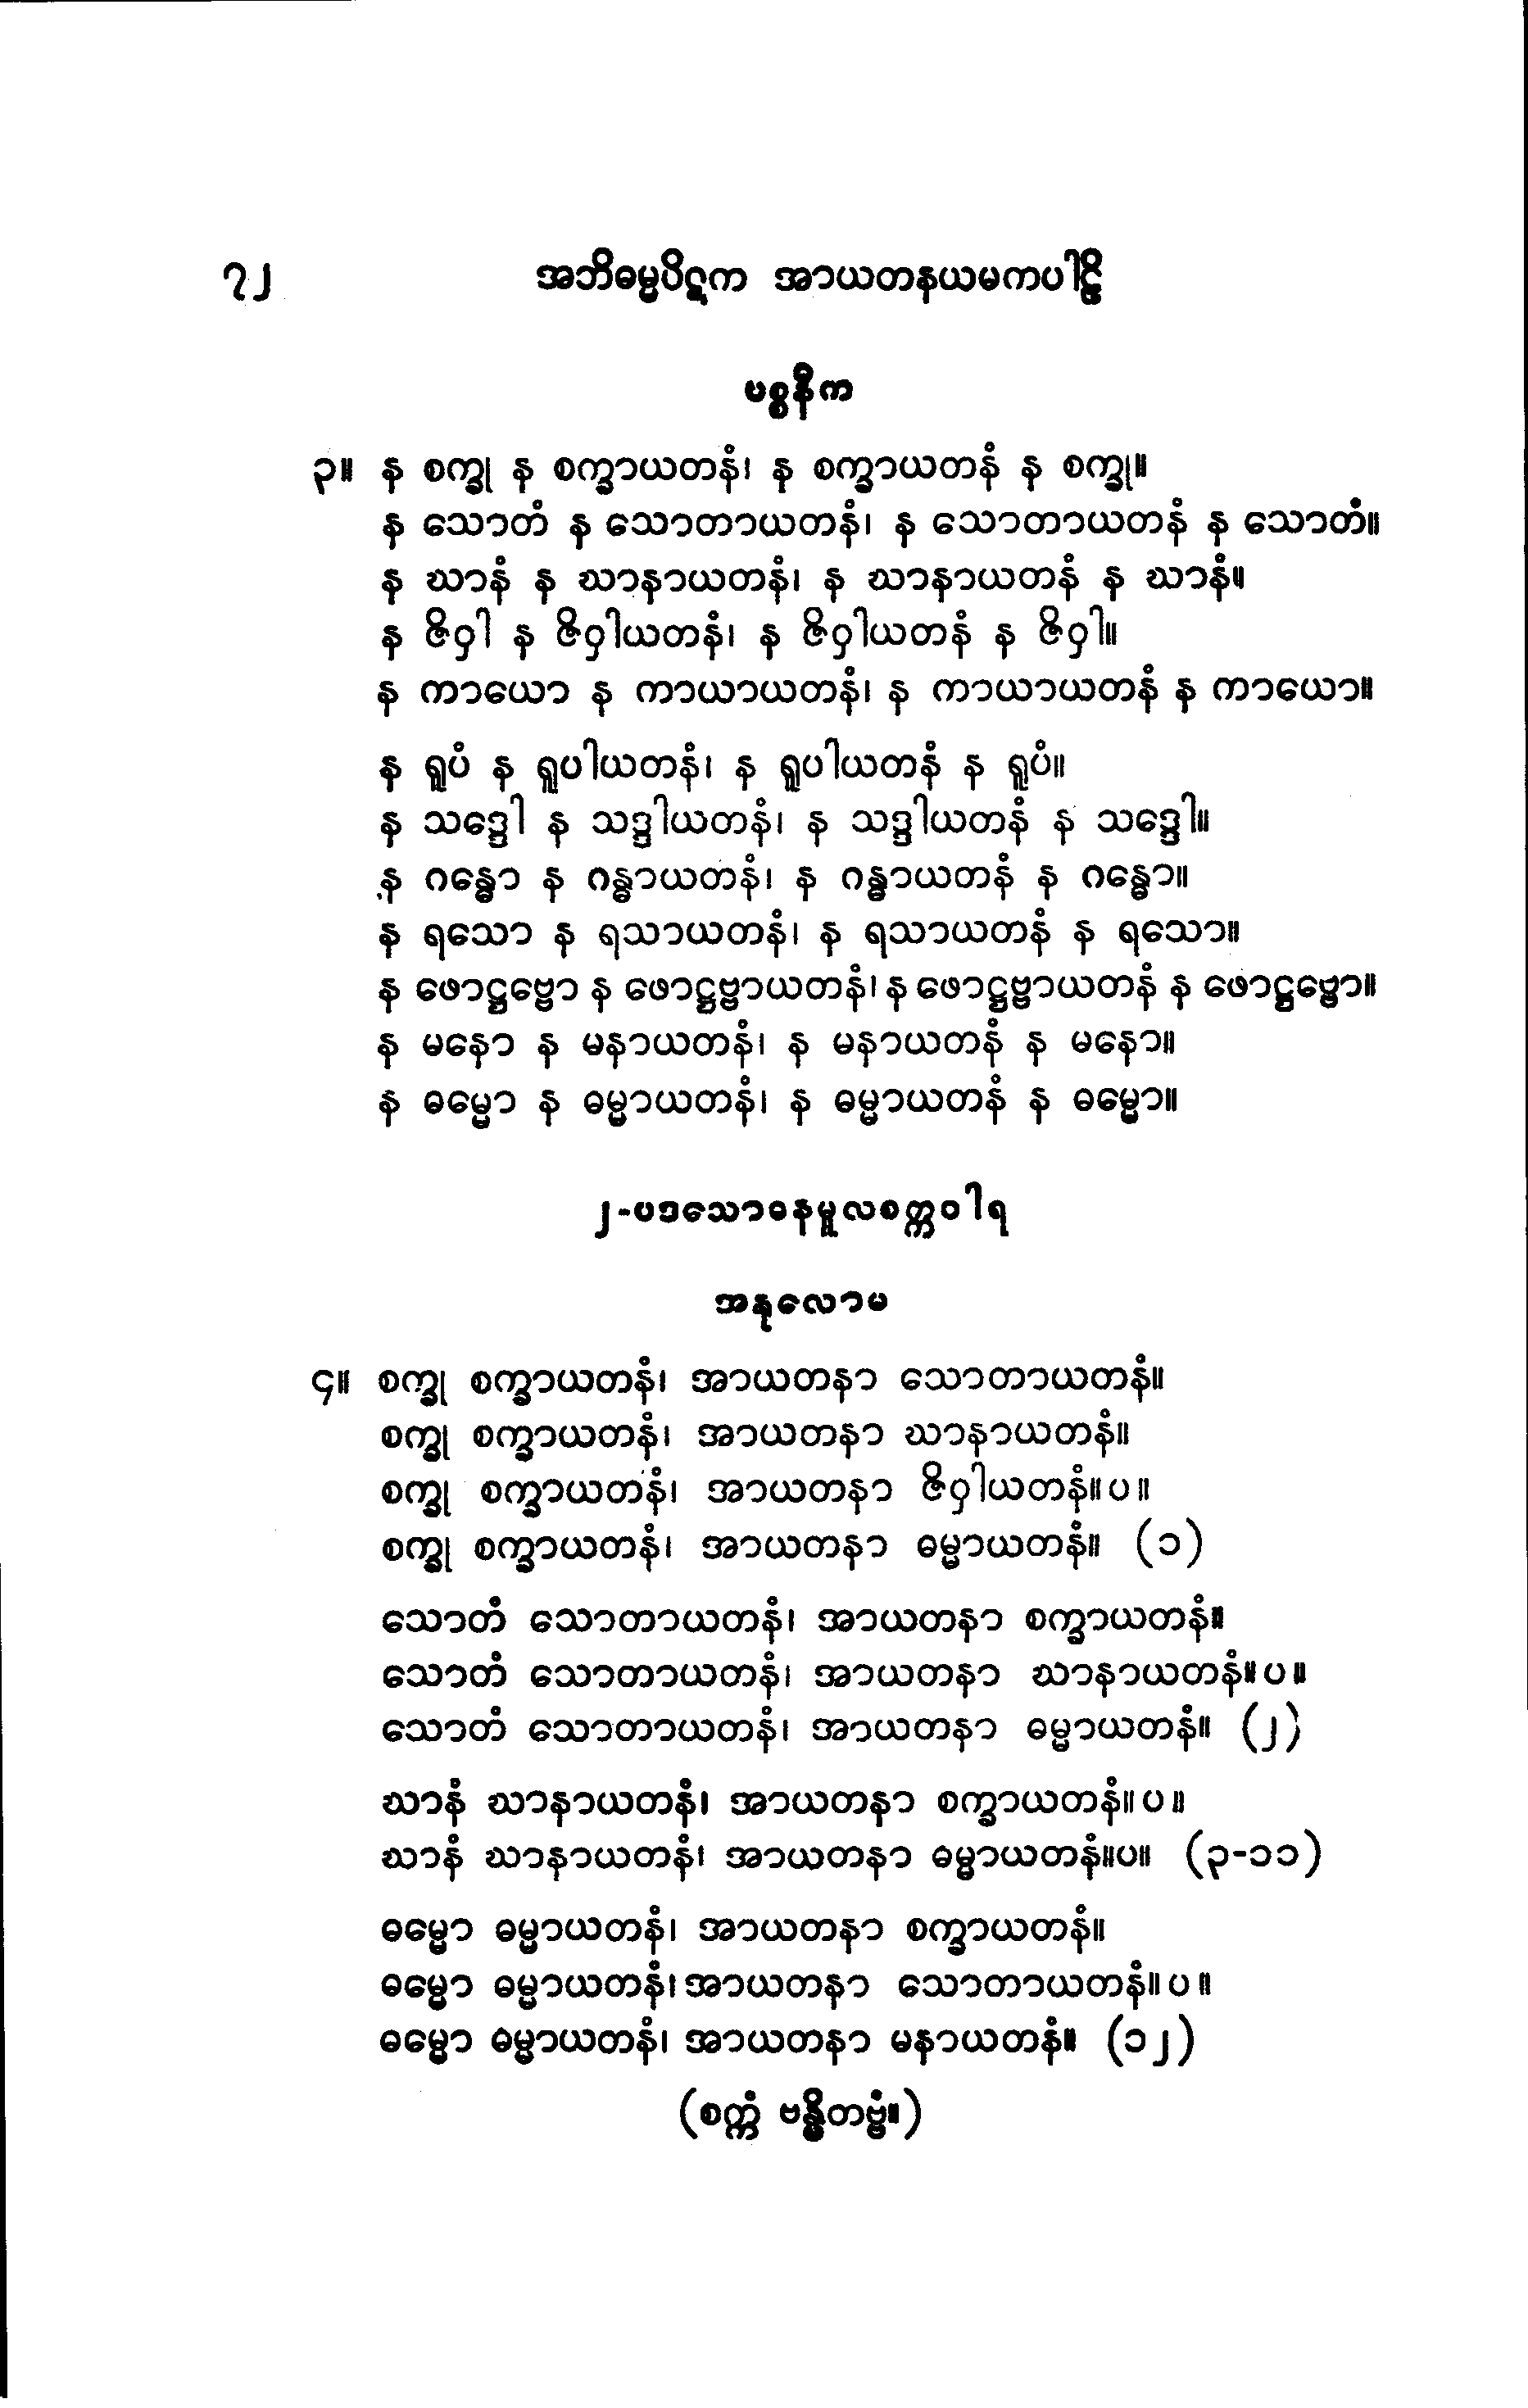 ၇၂ အဘိဓမ္မပိဋက အာယတနယမကပါဠိ
ပစ္စနီက
၃။ န စက္ခု န စက္ခာယတနံ၊ န စက္ခာယတနံ န စက္ခု။
န သောတံ န သောတာယတနံ၊ န သောတာယတနံ န သောတံ။
န ဃာနံ န ဃာနာယတနံ၊ န ဃာနာယတနံ န ဃာနံ။
န ဇိဝှါ န ဇိဝှါယတနံ၊ န ဇိဝှါယတနံ န ဇိဝှါ။
န ကာယော န ကာယာယတနံ၊ န ကာယာယတနံ န ကာယော။
န ရူပံ န ရူပါယတနံ၊ န ရူပါယတနံ န ရူပံ။
န သဒ္ဒေါ န သဒ္ဒါယတနံ၊ န သဒ္ဒါယတနံ န သဒ္ဒေါ။
န ဂန္ဓော န ဂန္ဓာယတနံ၊ န ဂန္ဓာယတနံ န ဂန္ဓော။
န ရသော န ရသာယတနံ၊ န ရသာယတနံ န ရသော။
န ဖောဋ္ဌဗ္ဗော န ဖောဋ္ဌဗ္ဗာယတနံ၊ န ဖောဋ္ဌဗ္ဗာယတနံ န ဖောဋ္ဌဗ္ဗော။
န မနော န မနာယတနံ၊ န မနာယတနံ န မနော။
န ဓမ္မော န ဓမ္မာယတနံ၊ န ဓမ္မာယတနံ န ဓမ္မော။
၂-ပဒသောဓနမူလစက္ကဝါရ
အနုလောမ
၄။ စက္ခု စက္ခာယတနံ၊ အာယတနာ သောတာယတနံ။
စက္ခု စက္ခာယတနံ၊ အာယတနာ ဃာနာယတနံ။
စက္ခု စက္ခာယတနံ၊ အာယတနာ ဇိဝှါယတနံ။ပ။
စက္ခု စက္ခာယတနံ၊ အာယတနာ ဓမ္မာယတနံ။ (၁)
သောတံ သောတာယတနံ၊ အာယတနာ စက္ခာယတနံ။
သောတံ သောတာယတနံ၊ အာယတနာ ဃာနာယတနံ။ပ။
သောတံ သောတာယတနံ၊ အာယတနာ ဓမ္မာယတနံ။ (၂)
ဃာနံ ဃာနာယတနံ၊ အာယတနာ စက္ခာယတနံ။ပ။
ဃာနံ ဃာနာယတနံ၊ အာယတနာ ဓမ္မာယတနံ။ပ။ (၃-၁၁)
ဓမ္မော ဓမ္မာယတနံ၊ အာယတနာ စက္ခာယတနံ။
ဓမ္မော ဓမ္မာယတနံ၊ အာယတနာ သောတာယတနံ။ပ။
ဓမ္မော ဓမ္မာယတနံ၊ အာယတနာ မနာယတနံ။ (၁၂)
(စက္ကံ ဗန္ဓိတဗ္ဗံ။)